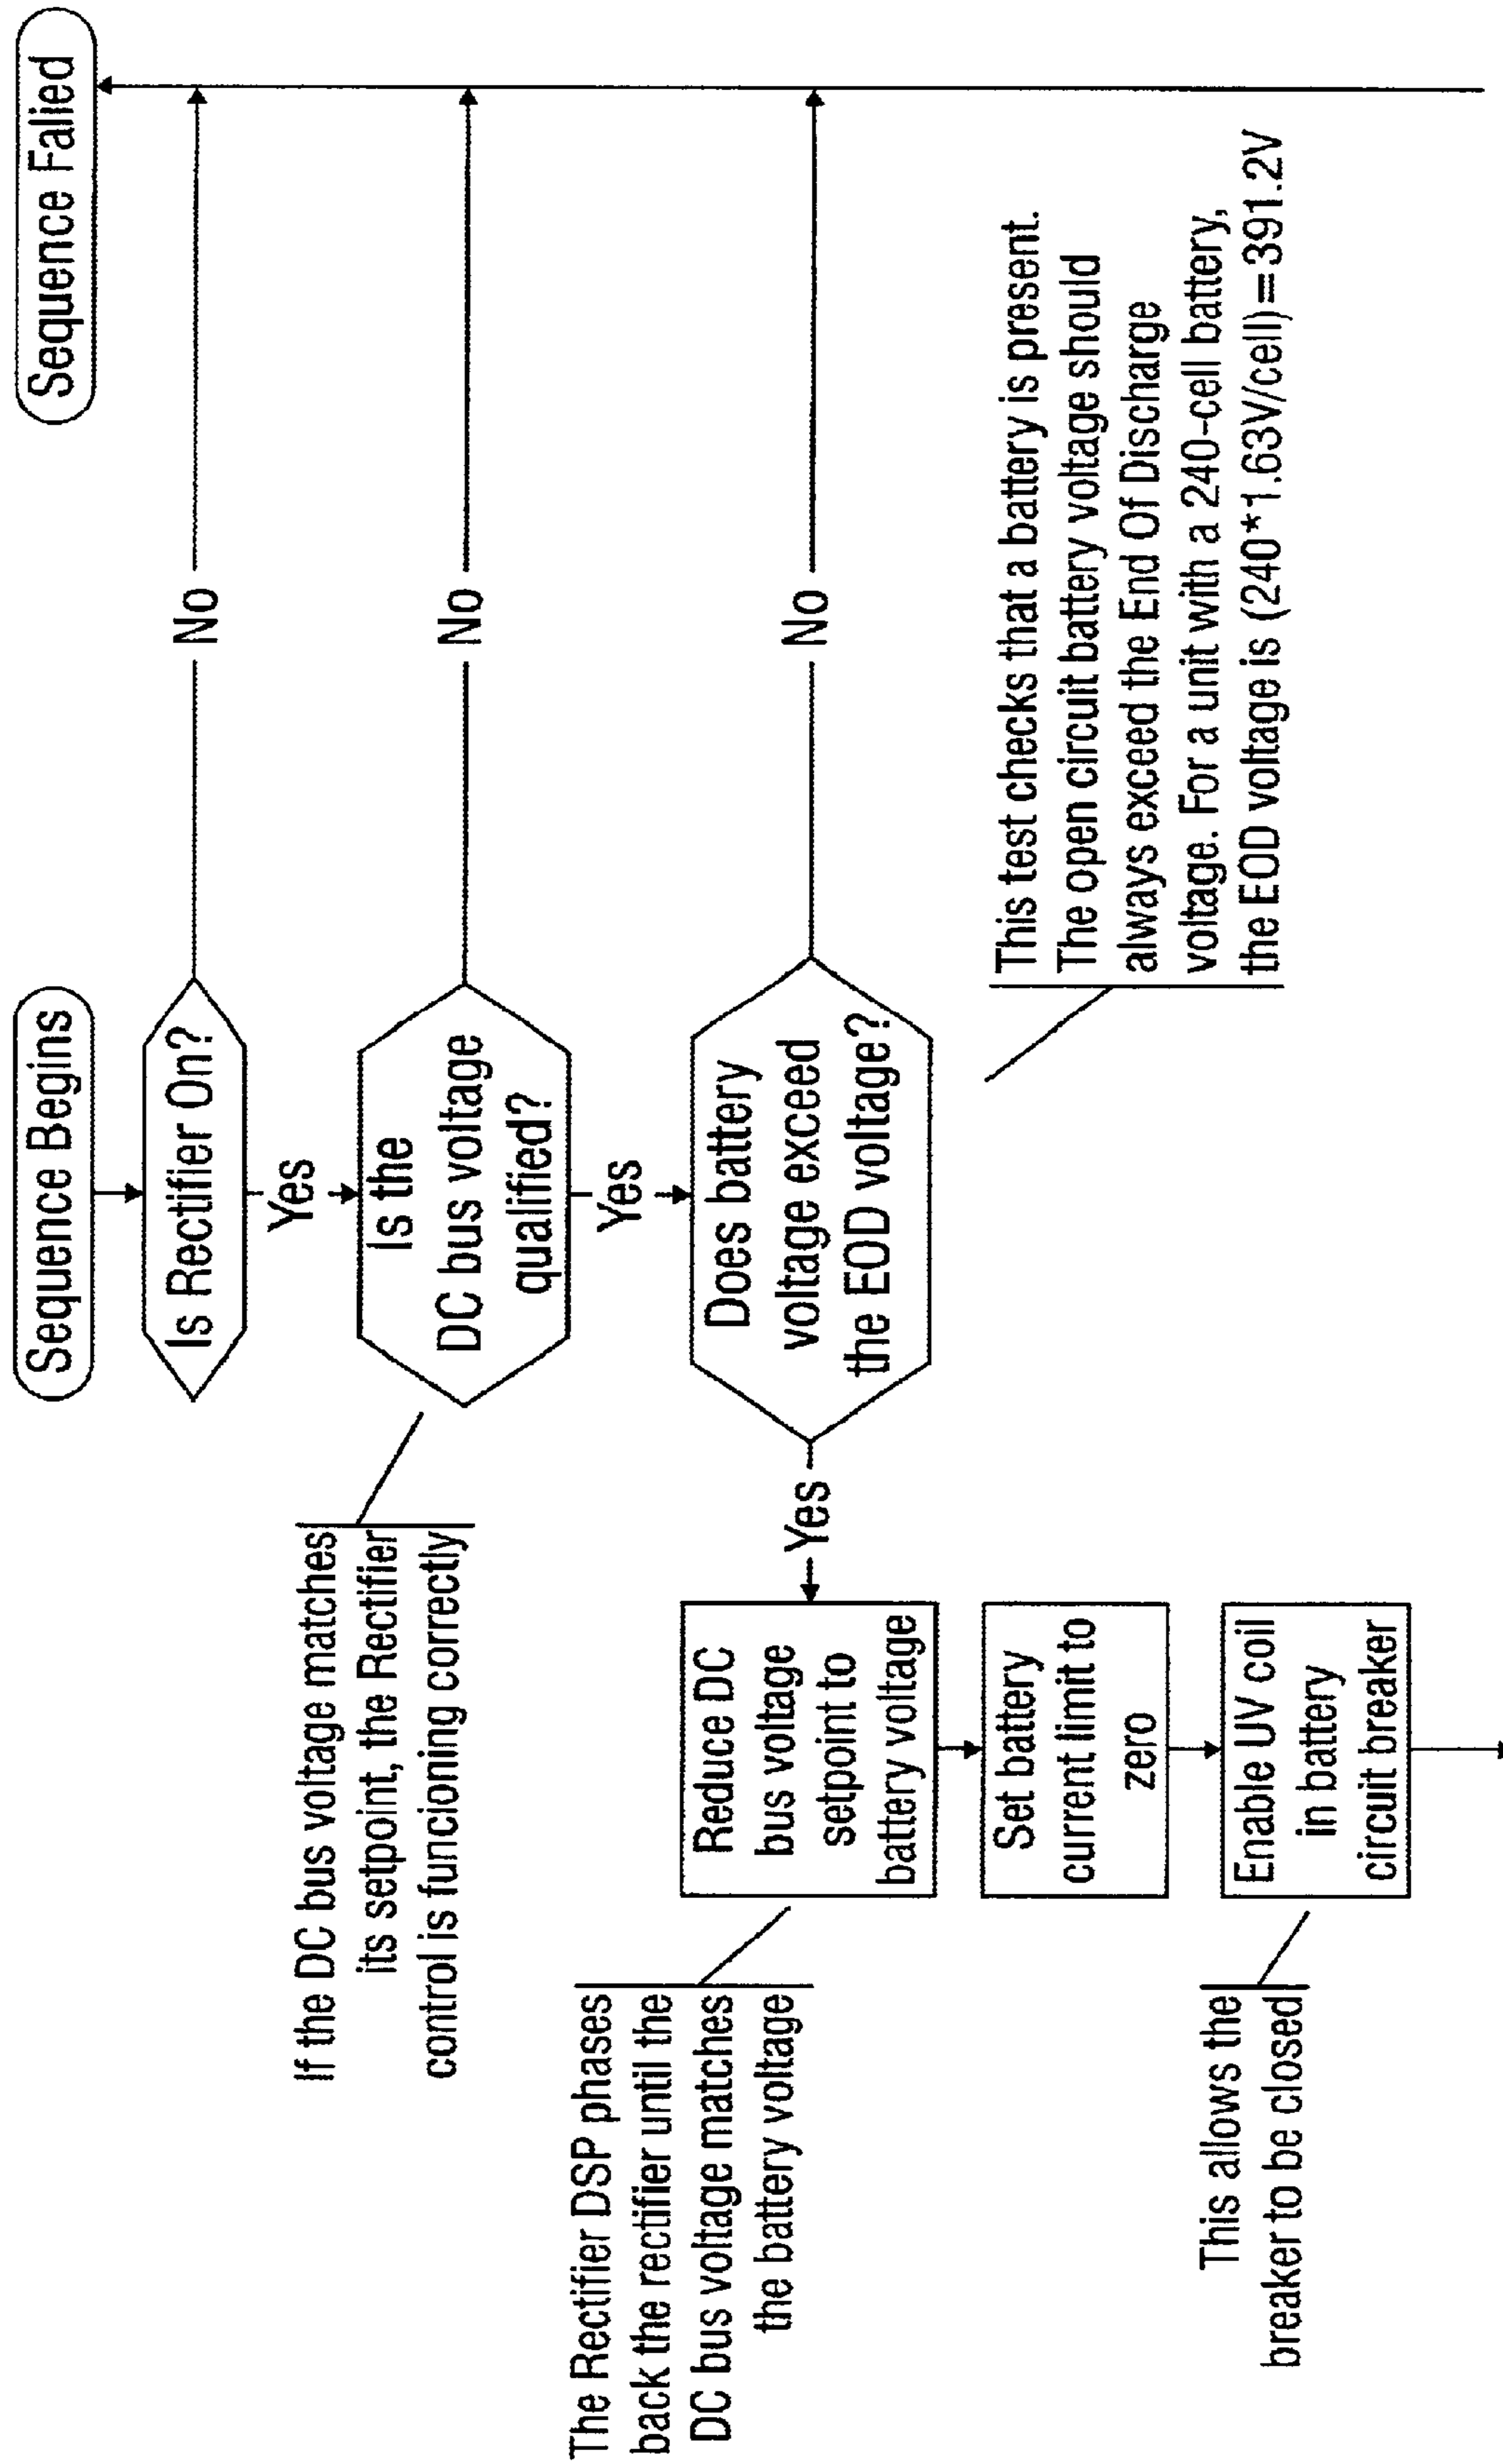 Sequence Begins
Sequence Falied
Is Rectifier On?
No
Yes
If the DC bus voltage matches
its setpoint, the Rectifier
control is funcioning correctly
Is the
DC bus voltage
qualified?
No
Yes
Does battery
voltage exceed
the EOD voltage?
No
Yes
This test checks that a battery is present.
The open circuit battery voltage should
always exceed the End Of Discharge
voltage. For a unit with a 240-cell battery,
the EOD voltage is (240*1.63V/cell)=391.2V
The Rectifier DSP phases
back the rectifier until the
DC bus voltage matches
the battery voltage
Reduce DC
bus voltage
setpoint to
battery voltage
Set battery
current limit to
zero
This allows the
breaker to be closed
Enable UV coil
in battery
circuit breaker